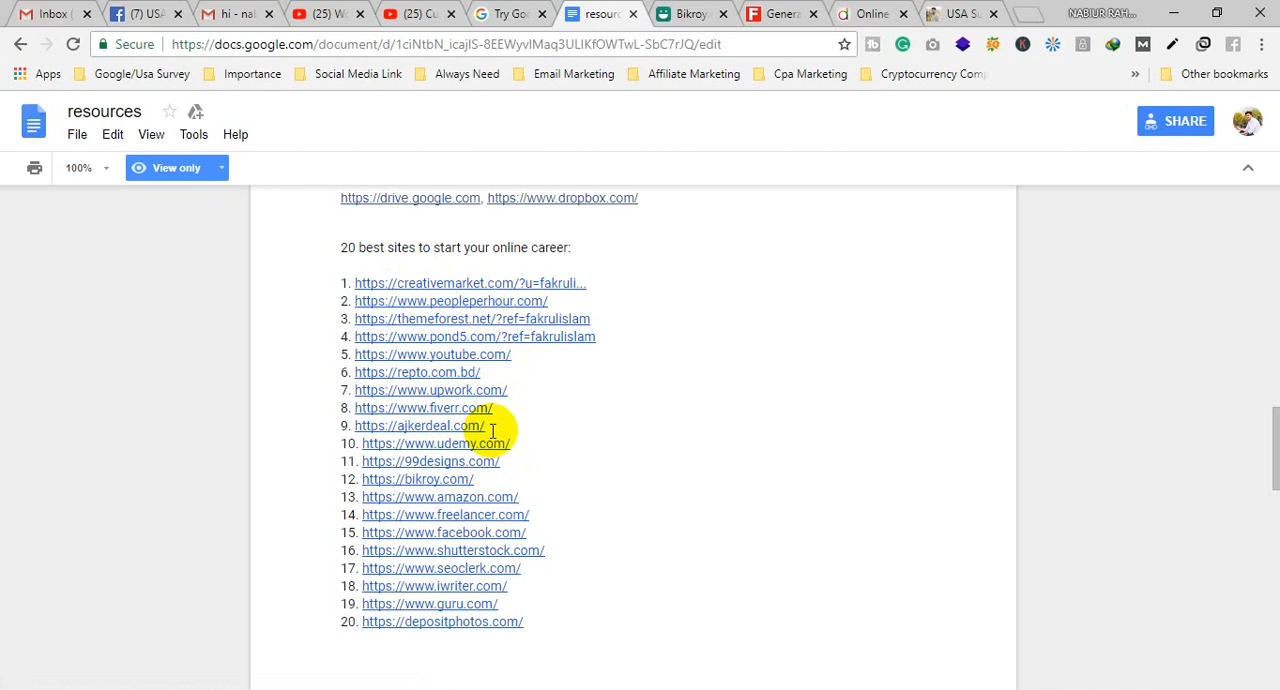 Inbox (
(7) USA
hi - nal
(25) Wo
(25) Cu
Try Goo
resourc
Bikroy.
Genera
Online
USA Su
NABIUR RAH...
Secure
https://docs.google.com/document/d/1ciNtbN_icajIS-8EEWyvIMaq3ULIKfOWTwL-SbC7rJQ/edit
Apps
Google/Usa Survey
Importance
Social Media Link
Always Need
Email Marketing
Affiliate Marketing
Cpa Marketing
Cryptocurrency Com
»
Other bookmarks
resources
File Edit View Tools Help
SHARE
100%
View only
https://drive.google.com, https://www.dropbox.com/
20 best sites to start your online career:
1. https://creativemarket.com/?u=fakruli...
2. https://www.peopleperhour.com/
3. https://themeforest.net/?ref=fakrulislam
4. https://www.pond5.com/?ref=fakrulislam
5. https://www.youtube.com/
6. https://repto.com.bd/
7. https://www.upwork.com/
8. https://www.fiverr.com/
9. https://ajkerdeal.com/
10. https://www.udemy.com/
11. https://99designs.com/
12. https://bikroy.com/
13. https://www.amazon.com/
14. https://www.freelancer.com/
15. https://www.facebook.com/
16. https://www.shutterstock.com/
17. https://www.seoclerk.com/
18. https://www.iwriter.com/
19. https://www.guru.com/
20. https://depositphotos.com/